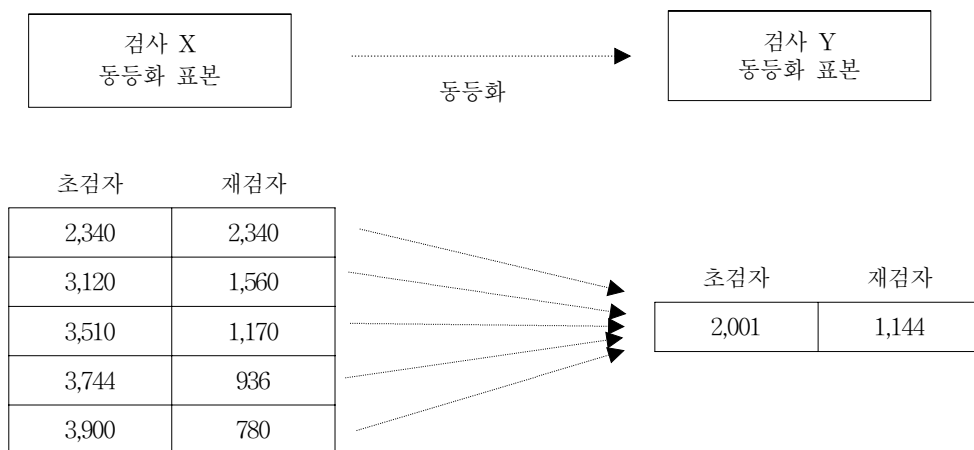 검사 X
동등화 표본
동등화
검사 Y
동등화 표본
초검자 재검자
2,340 2,340
3,120 1,560
3,510 1,170
3,744 936
3,900 780
초검자 재검자
2,001 1,144